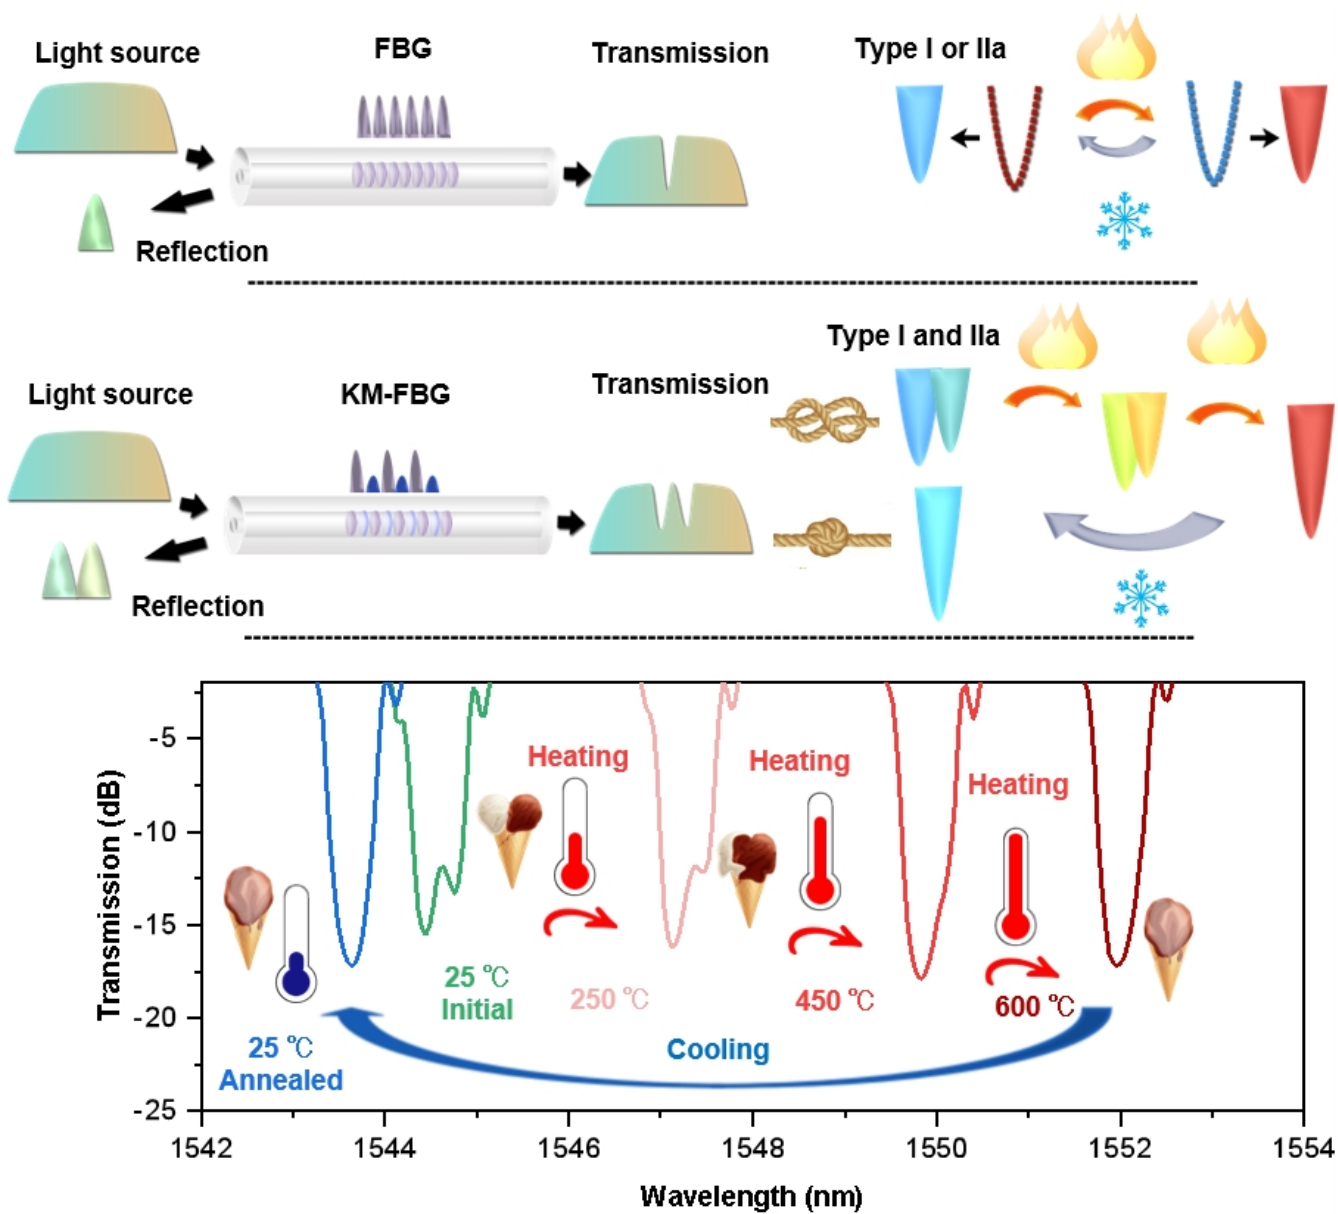 Light source
FBG
Transmission
Type I or IIa
Reflection
Type I and IIa
Light source
KM-FBG
Transmission
Reflection
Transmission (dB)
-5
-10
-15
-20
-25
Heating
Heating
Heating
25 ℃
Initial
250 ℃
450 ℃
600 ℃
25 ℃
Annealed
Cooling
1542
1544
1546
1548
1550
1552
1554
Wavelength (nm)